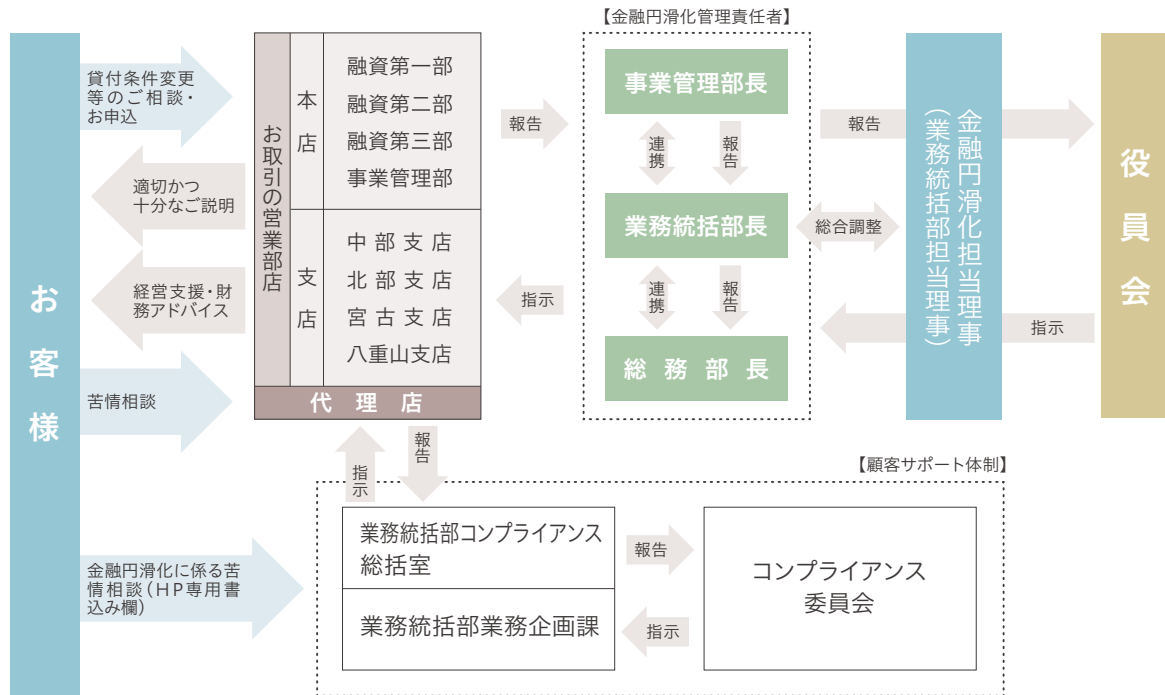 お客様
貸付条件変更
等のご相談・
お申込
適切かつ
十分なご説明
経営支援・財
務アドバイス
苦情相談
金融円滑化に係る苦
情相談(HP専用書
込み欄)
お取引の営業部店
本店
融資第一部
融資第二部
融資第三部
事業管理部
支店
中部支店
北部支店
宮古支店
八重山支店
代理店
報告
指示
【金融円滑化管理責任者】
事業管理部長
連携
報告
業務統括部長
連携
報告
総務部長
報告
総合調整
指示
金融円滑化担当理事
(業務統括部担当理事)
役員会
指示
報告
【顧客サポート体制】
業務統括部コンプライアンス
総括室
業務統括部業務企画課
報告
指示
コンプライアンス
委員会